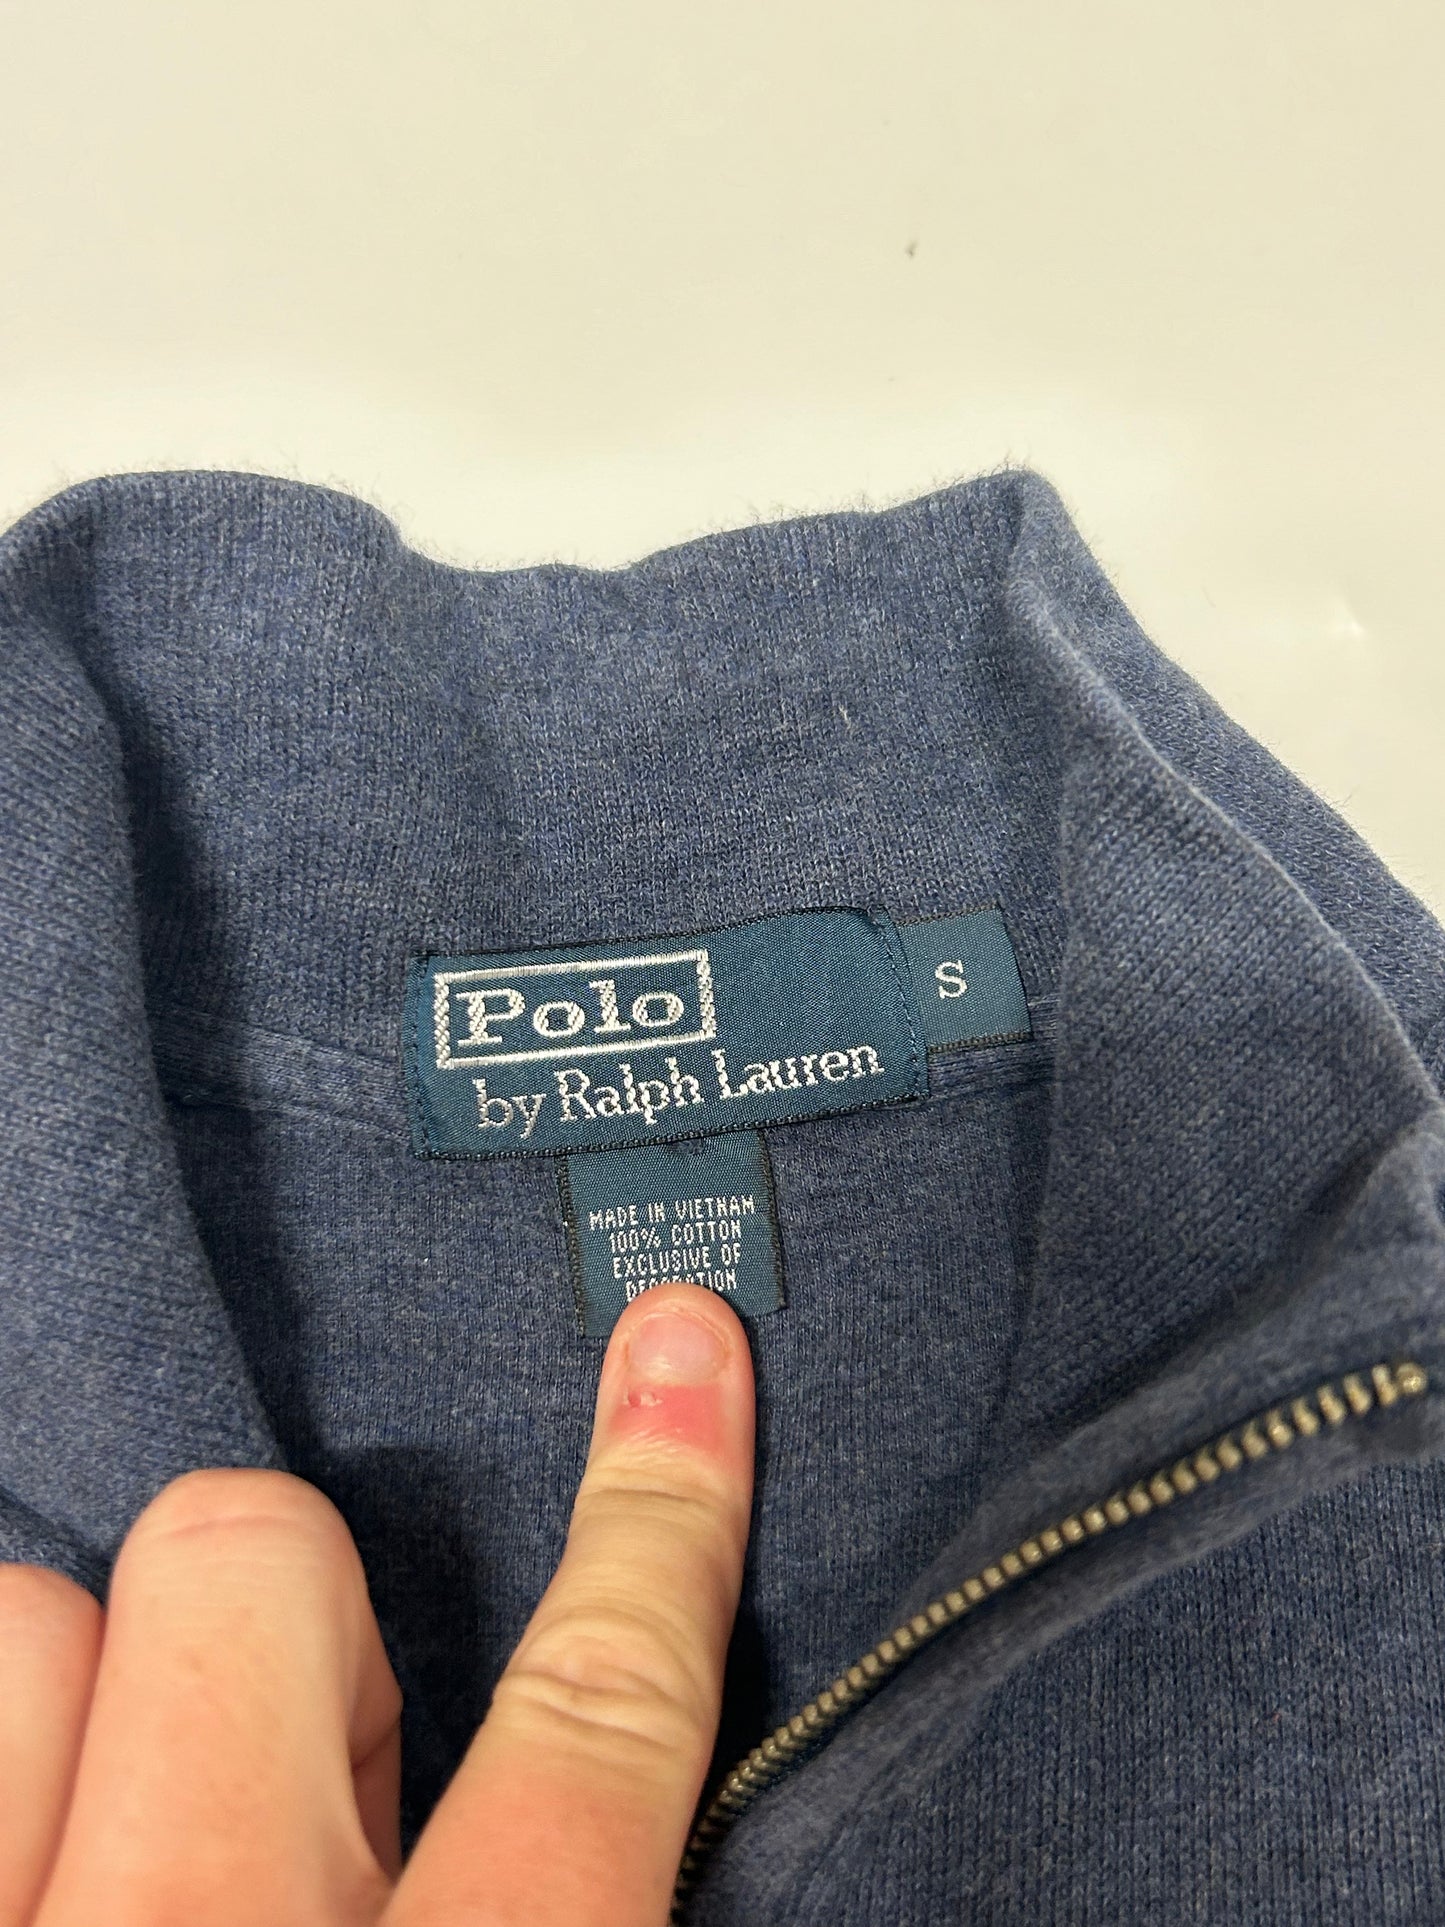 Polo
by Ralph Lauren
S
MADE IN VIETNAM
100% COTTON
EXCLUSIVE OF